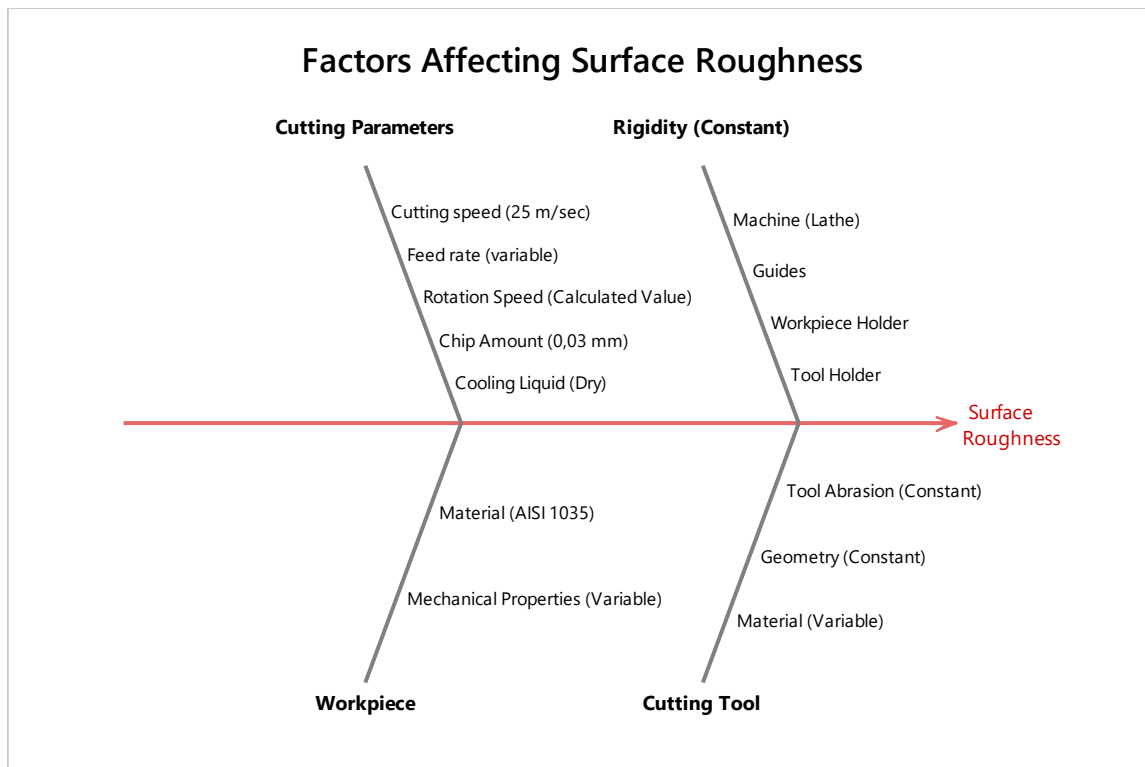 Factors Affecting Surface Roughness
Cutting Parameters
Cutting speed (25 m/sec)
Feed rate (variable)
Rotation Speed (Calculated Value)
Chip Amount (0,03 mm)
Cooling Liquid (Dry)
Rigidity (Constant)
Machine (Lathe)
Guides
Workpiece Holder
Tool Holder
Surface
Roughness
Material (AISI 1035)
Mechanical Properties (Variable)
Workpiece
Tool Abrasion (Constant)
Geometry (Constant)
Material (Variable)
Cutting Tool